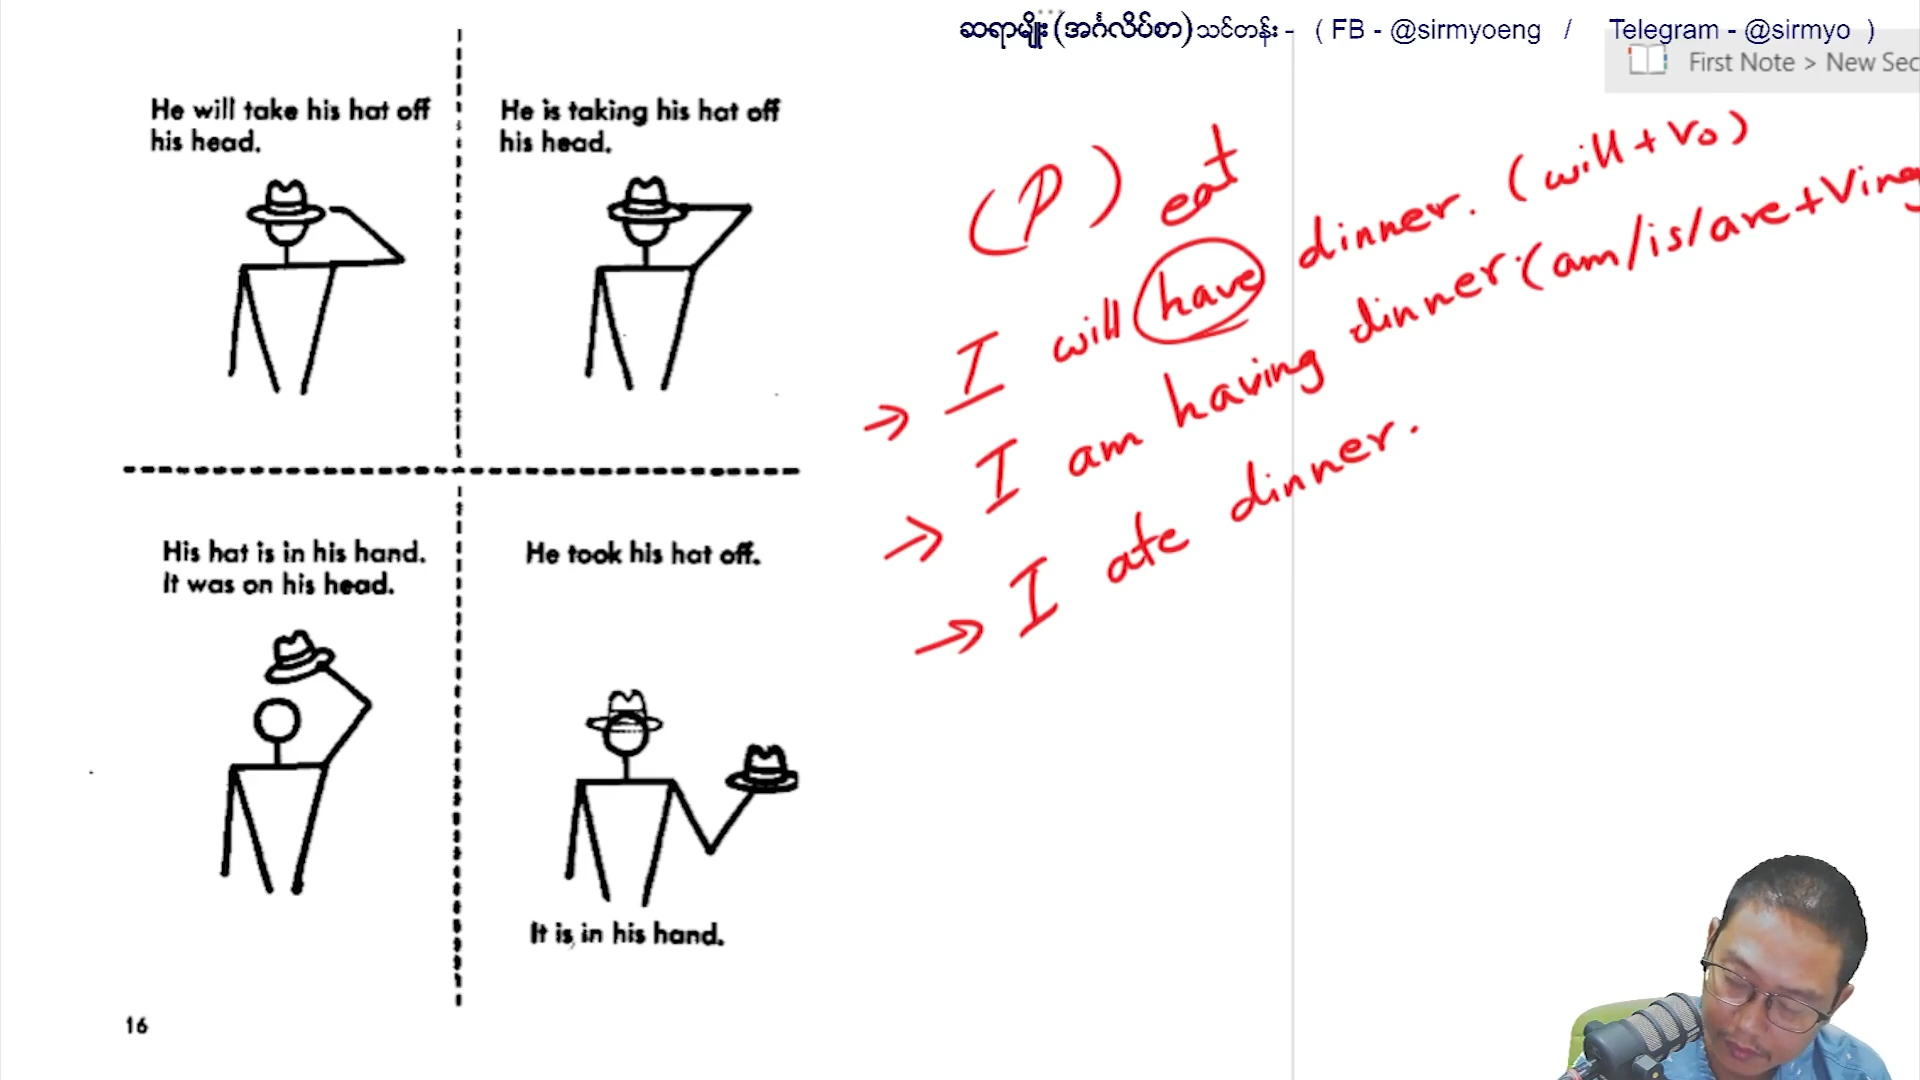 ဆရာမျိုး (အင်္ဂလိပ်စာ) သင်တန်း - ( FB - @sirmyoeng / Telegram - @sirmyo )
First Note > New Sec
He will take his hat off
his head.
He is taking his hat off
his head.
His hat is in his hand.
It was on his head.
He took his hat off.
It is in his hand.
16
(P) eat
→ I will have dinner. (will + V0)
→ I am having dinner. (am/is/are + Ving
→ I ate dinner.